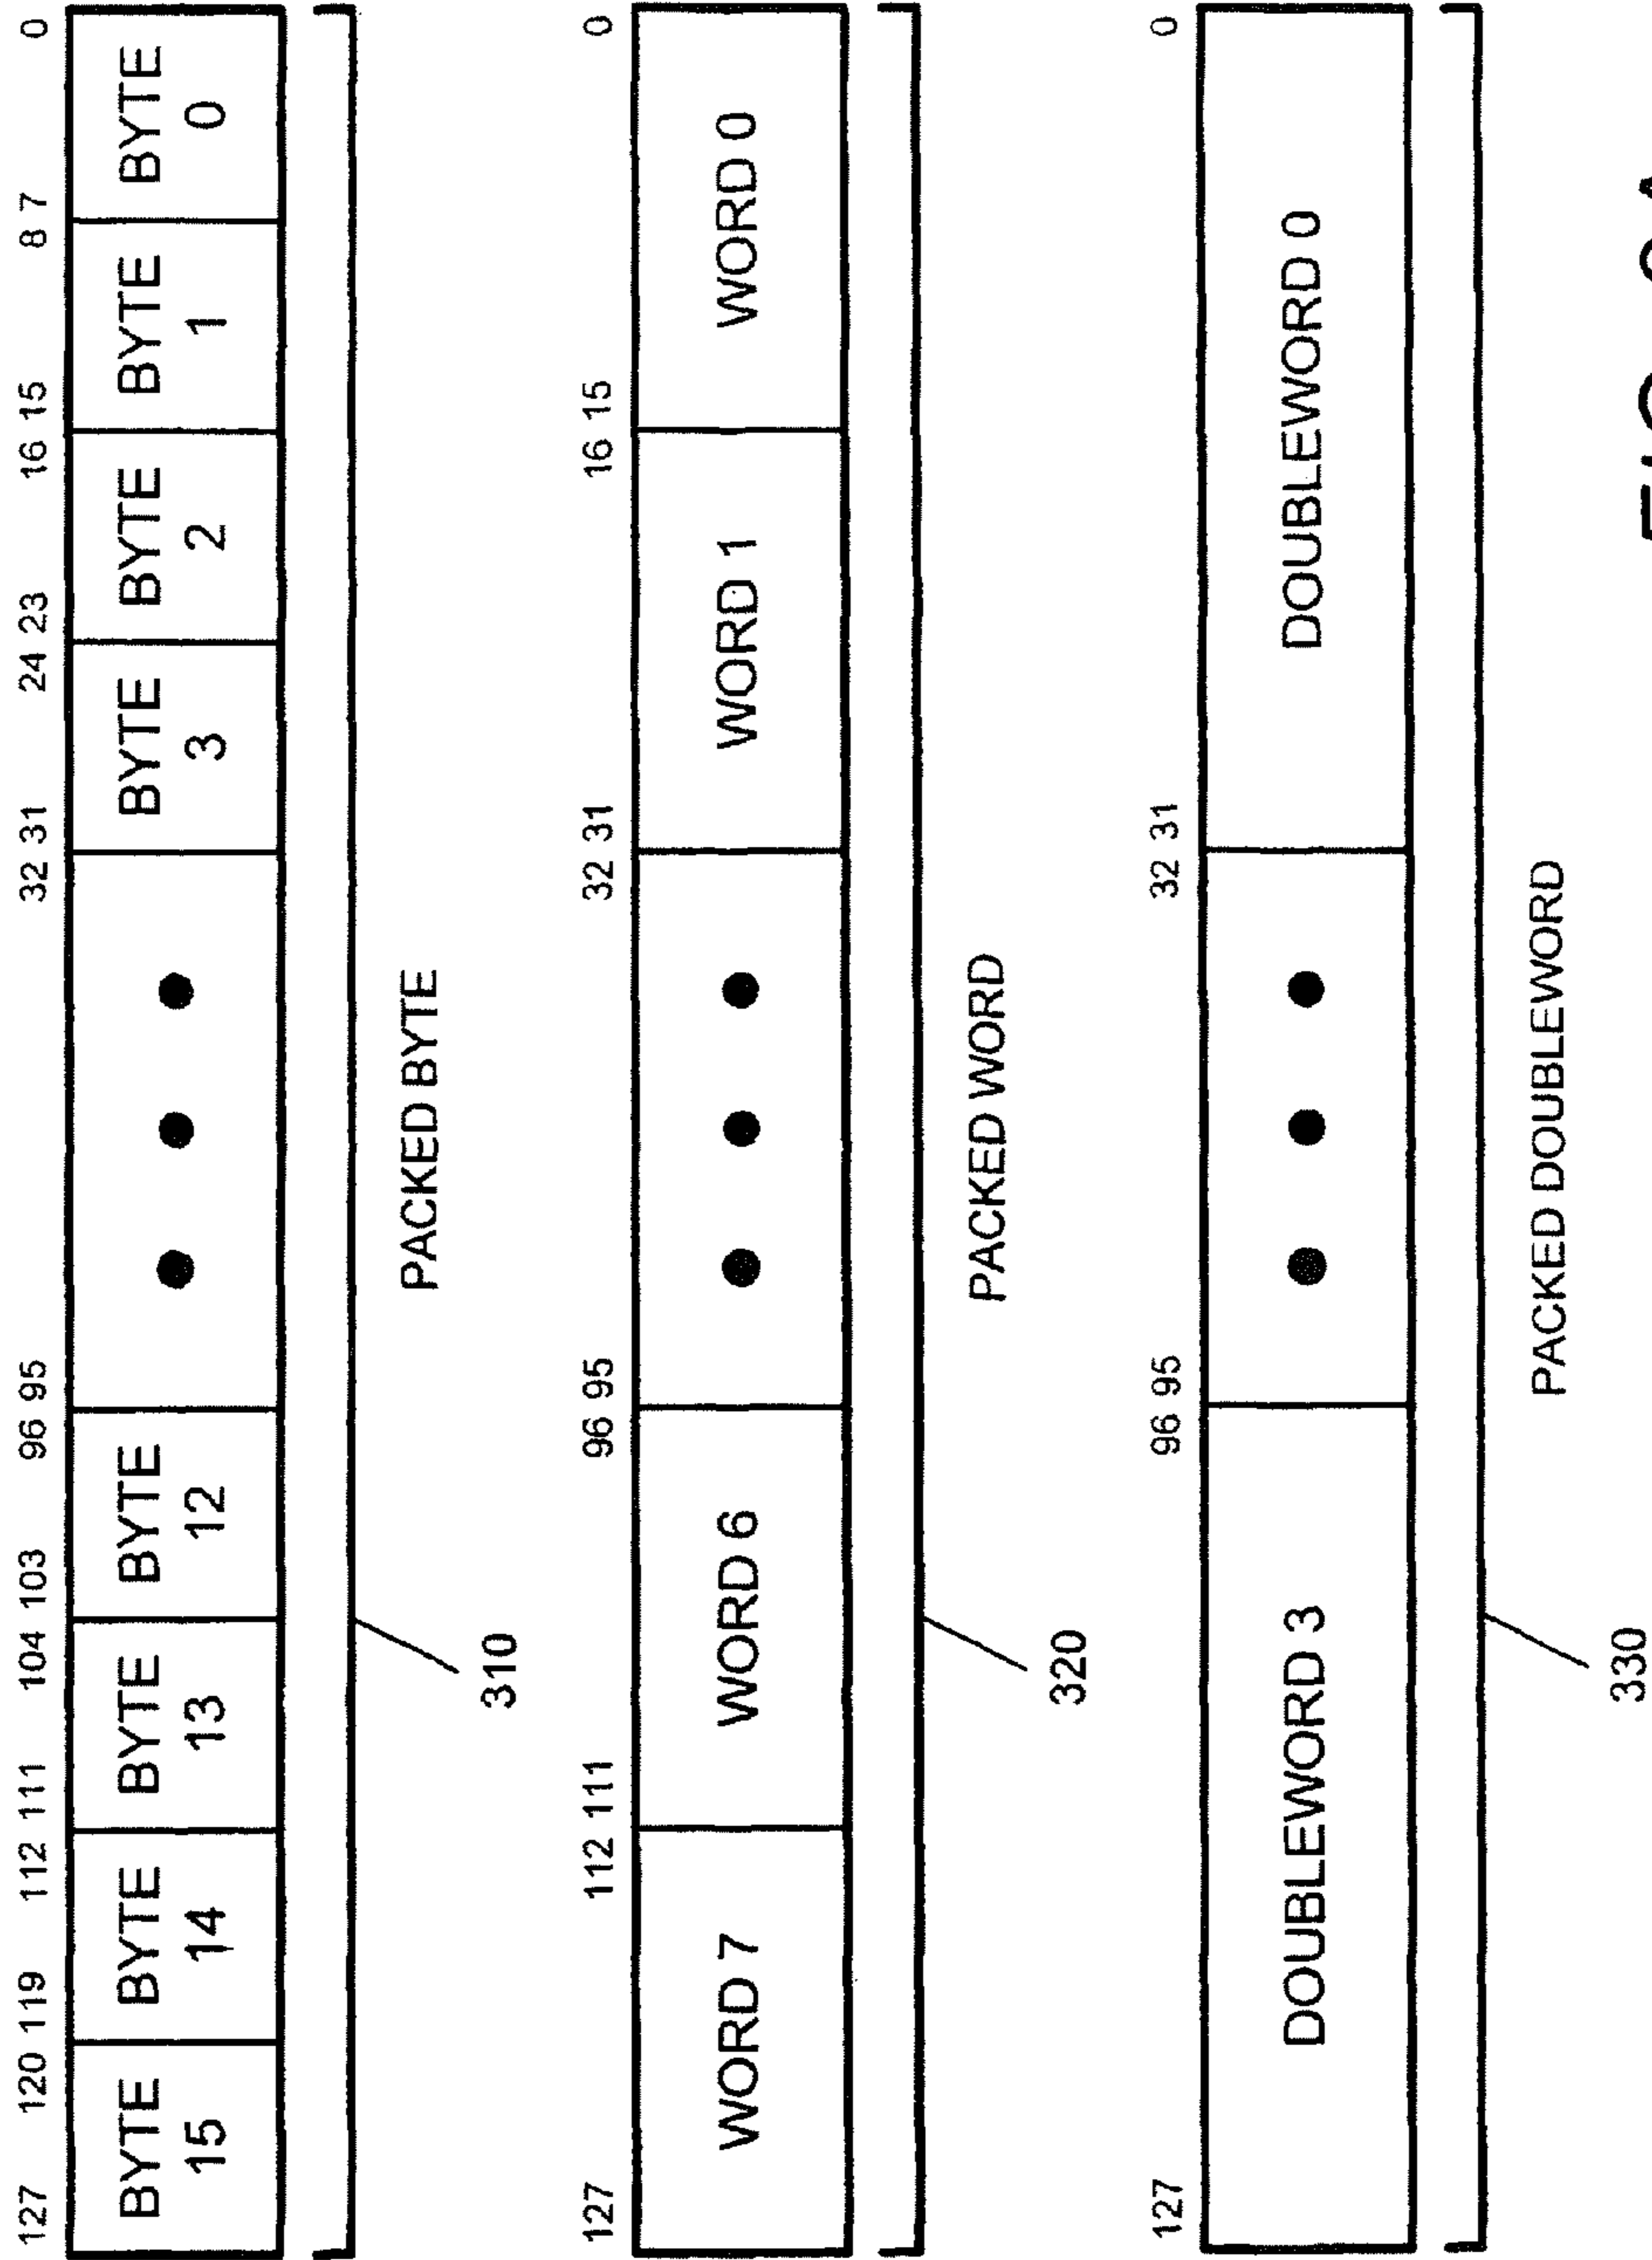 127 120 119 112 111 104 103 96 95 32 31 24 23 16 15 8 7 0
BYTE 15 BYTE 14 BYTE 13 BYTE 12 BYTE 3 BYTE 2 BYTE 1 BYTE 0
310
PACKED BYTE
127 112 111 96 95 32 31 16 15 0
WORD 7 WORD 6 WORD 1 WORD 0
320
PACKED WORD
127 96 95 32 31 0
DOUBLEWORD 3 DOUBLEWORD 0
330
PACKED DOUBLEWORD